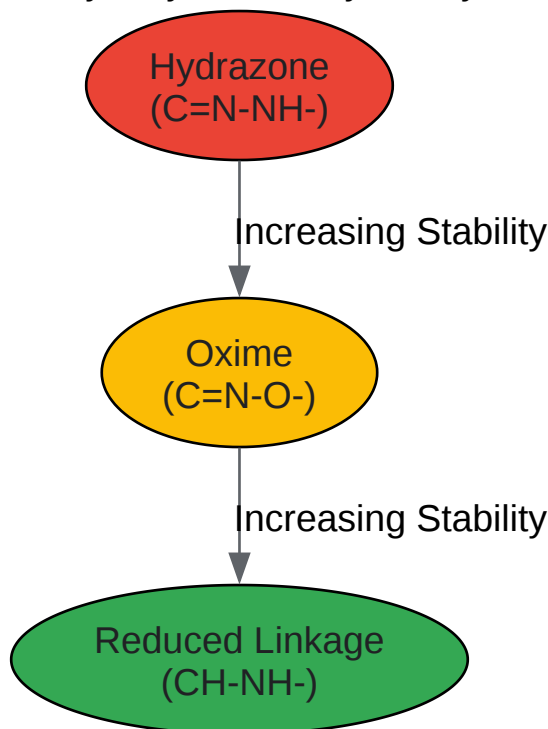 Hydrazone
(C=N-NH-)
Increasing Stability
Oxime
(C=N-O-)
Increasing Stability
Reduced Linkage
(CH-NH-)